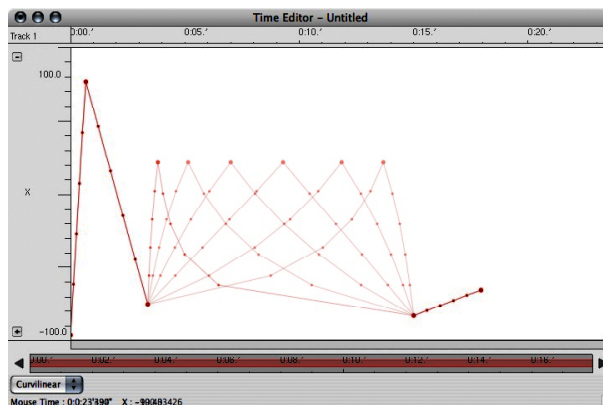 Time Editor – Untitled
Track 1 0:00.' 0:05.' 0:10.' 0:15.' 0:20.'
100.0
X
-100.0
0:00.' 0:02.' 0:04.' 0:06.' 0:08.' 0:10.' 0:12.' 0:14.' 0:16.'
Curvilinear
Mouse Time : X :